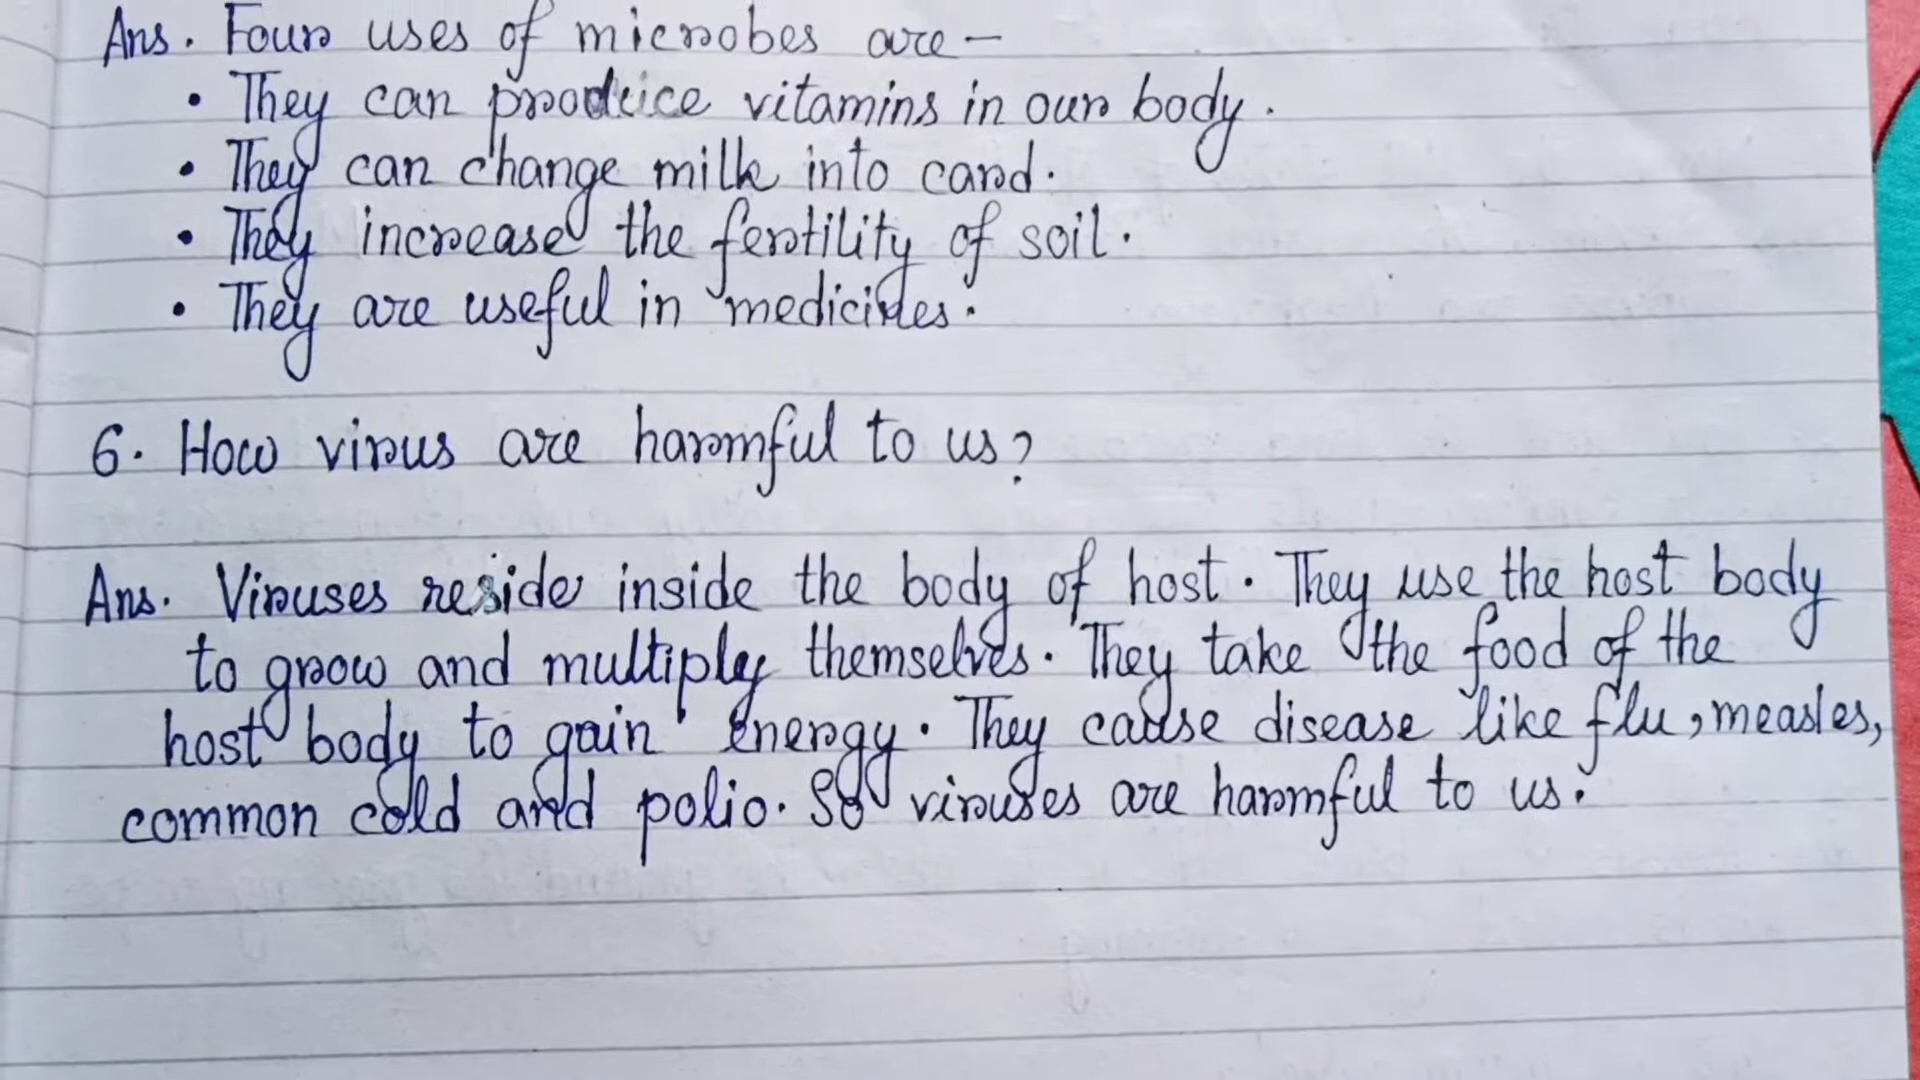 Ans. Four uses of microbes are -
• They can produce vitamins in our body.
• They can change milk into card.
• They increase the fertility of soil.
• They are useful in medicines.
6. How virus are harmful to us?
Ans. Viruses reside inside the body of host. They use the host body
to grow and multiply themselves. They take the food of the
host body to gain energy. They cause disease like flu, measles,
common cold and polio. So viruses are harmful to us.